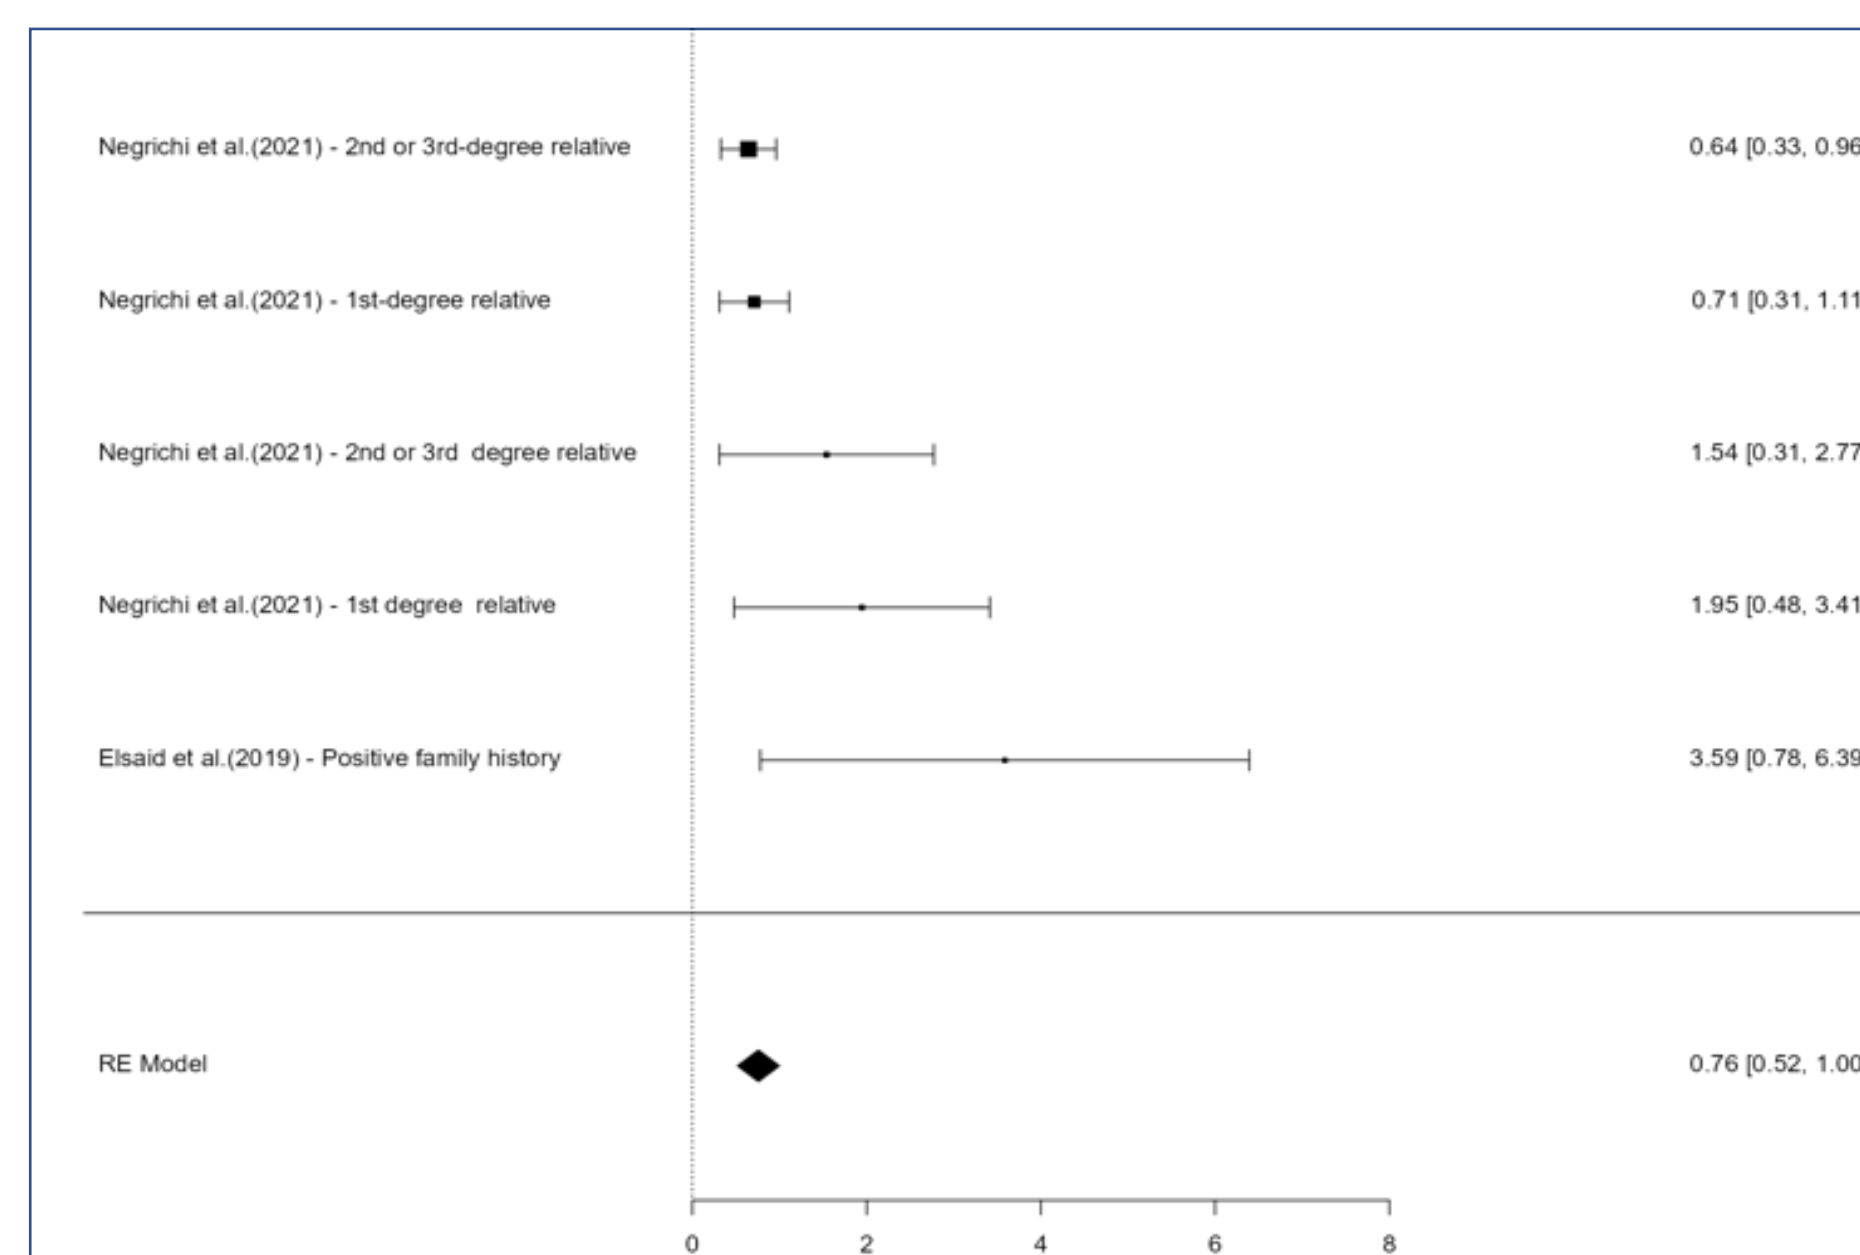 Negrichi et al.(2021) - 2nd or 3rd-degree relative 0.64 [0.33, 0.96
Negrichi et al.(2021) - 1st-degree relative 0.71 [0.31, 1.11
Negrichi et al.(2021) - 2nd or 3rd  degree relative 1.54 [0.31, 2.77
Negrichi et al.(2021) - 1st degree  relative 1.95 [0.48, 3.41
Elsaid et al.(2019) - Positive family history 3.59 [0.78, 6.39
RE Model 0.76 [0.52, 1.00
0 2 4 6 8